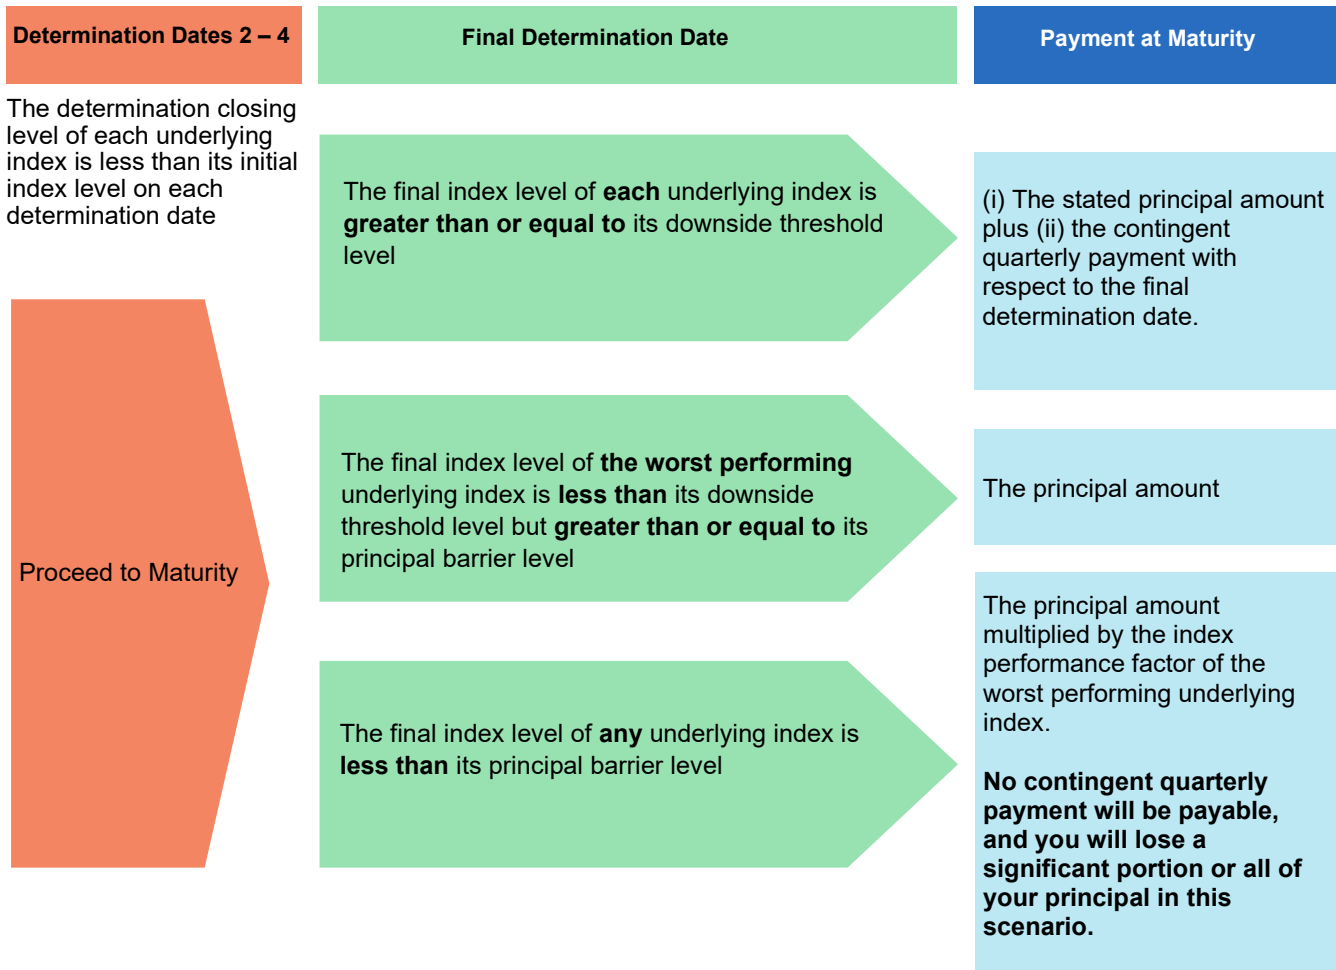 Determination Dates 2 – 4
Final Determination Date
Payment at Maturity
The determination closing
level of each underlying
index is less than its initial
index level on each
determination date
Proceed to Maturity
The final index level of each underlying index is
greater than or equal to its downside threshold
level
(i) The stated principal amount
plus (ii) the contingent
quarterly payment with
respect to the final
determination date.
The final index level of the worst performing
underlying index is less than its downside
threshold level but greater than or equal to its
principal barrier level
The principal amount
The final index level of any underlying index is
less than its principal barrier level
The principal amount
multiplied by the index
performance factor of the
worst performing underlying
index.
No contingent quarterly
payment will be payable,
and you will lose a
significant portion or all of
your principal in this
scenario.